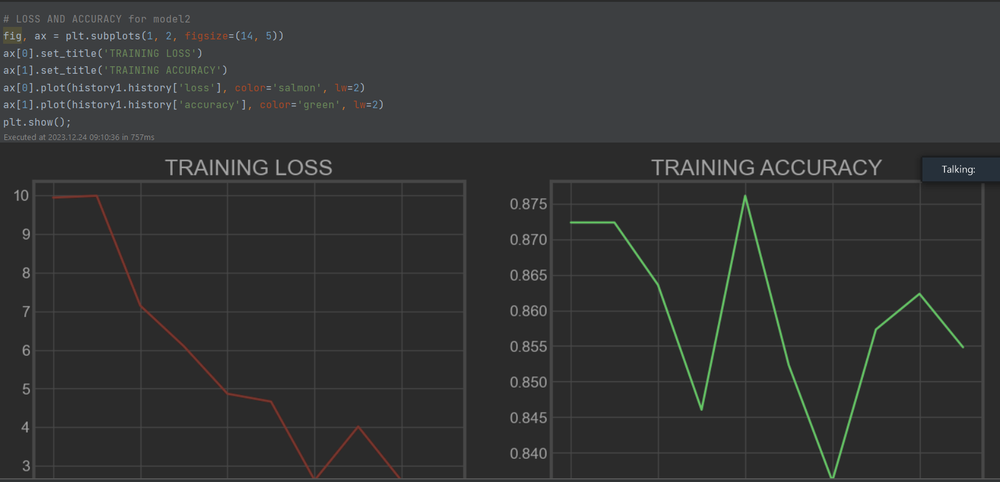 # LOSS AND ACCURACY for model2
fig, ax = plt.subplots(1, 2, figsize=(14, 5))
ax[0].set_title('TRAINING LOSS')
ax[1].set_title('TRAINING ACCURACY')
ax[0].plot(history1.history['loss'], color='salmon', lw=2)
ax[1].plot(history1.history['accuracy'], color='green', lw=2)
plt.show();
Executed at 2023.12.24 09:10:36 in 757ms
TRAINING LOSS
10
9
8
7
6
5
4
3
TRAINING ACCURACY
0.875
0.870
0.865
0.860
0.855
0.850
0.845
0.840
Talking: